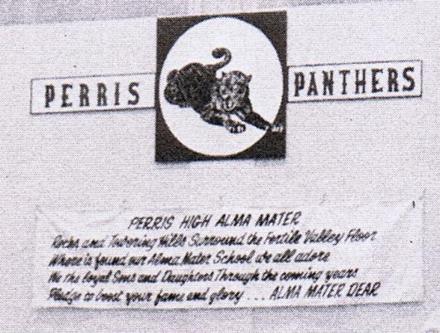 PERRIS PANTHERS
PERRIS HIGH ALMA MATER
Rocks and Towering Hills Surround the Fertile Valley Floor
Where is found our Alma Mater School we all adore
We the loyal Sons and Daughters Through the coming years
Pledge to boost your fame and glory . . . ALMA MATER DEAR